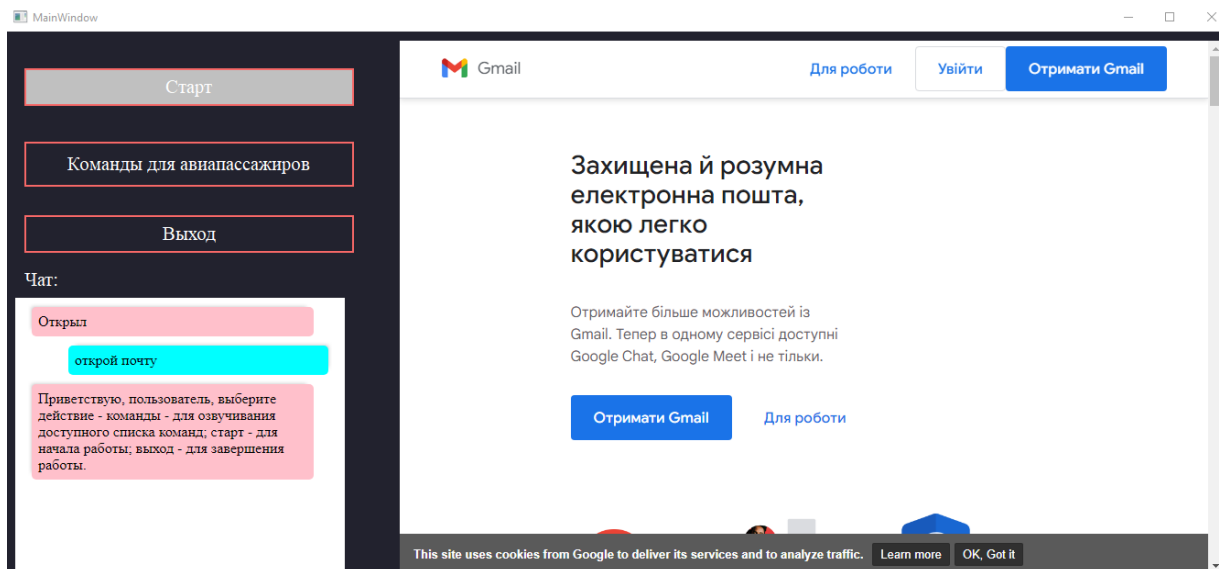 MainWindow
Старт
Команды для авиапассажиров
Выход
Чат:
Открыл
открой почту
Приветствую, пользователь, выберите
действие - команды - для озвучивания
доступного списка команд; старт - для
начала работы; выход - для завершения
работы.
Gmail
Для роботи
Увійти
Отримати Gmail
Захищена й розумна
електронна пошта,
якою легко
користуватися
Отримайте більше можливостей із
Gmail. Тепер в одному сервісі доступні
Google Chat, Google Meet і не тільки.
Отримати Gmail
Для роботи
This site uses cookies from Google to deliver its services and to analyze traffic.
Learn more
OK, Got it